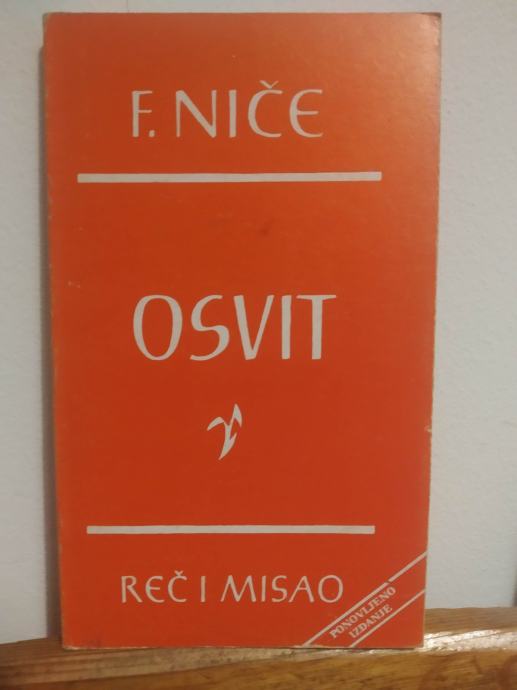 F. NIČE
OSVIT
REČ I MISAO
PONOVLJENO
IZDANJE